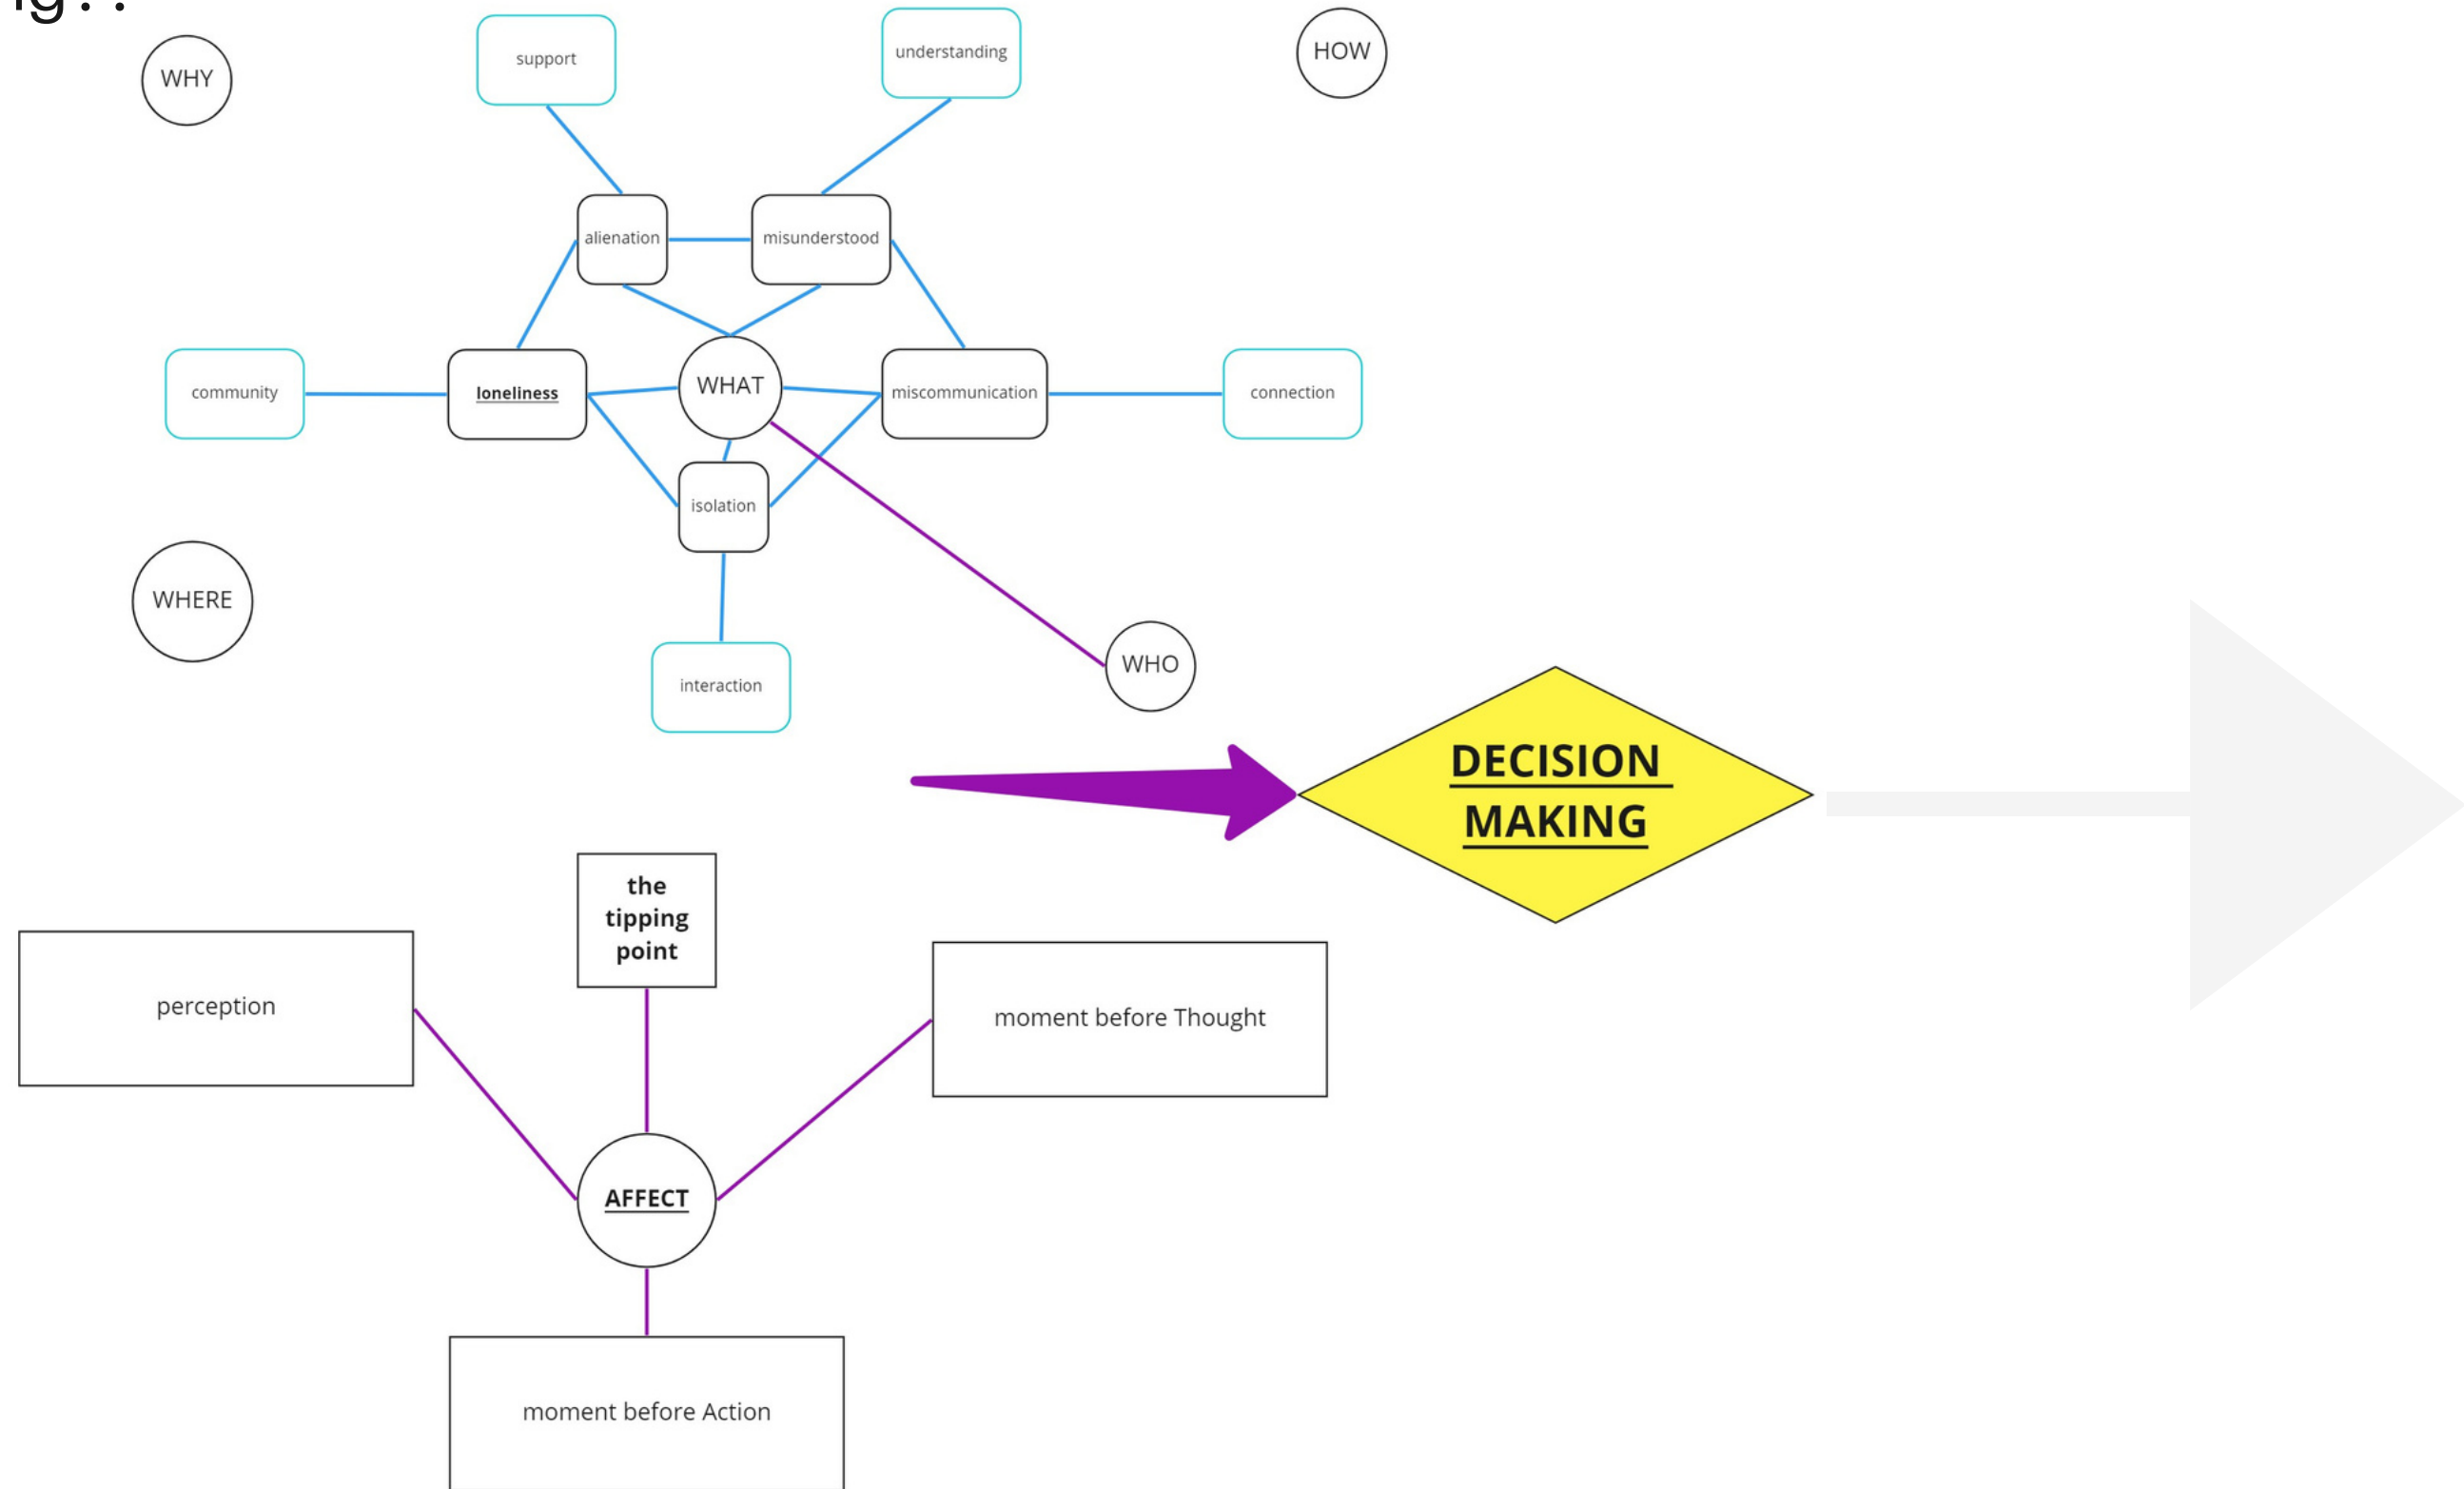 support
understanding
HOW
WHY
alienation
misunderstood
community
loneliness
WHAT
miscommunication
connection
isolation
WHERE
WHO
interaction
DECISION
MAKING
the
tipping
point
perception
moment before Thought
AFFECT
moment before Action